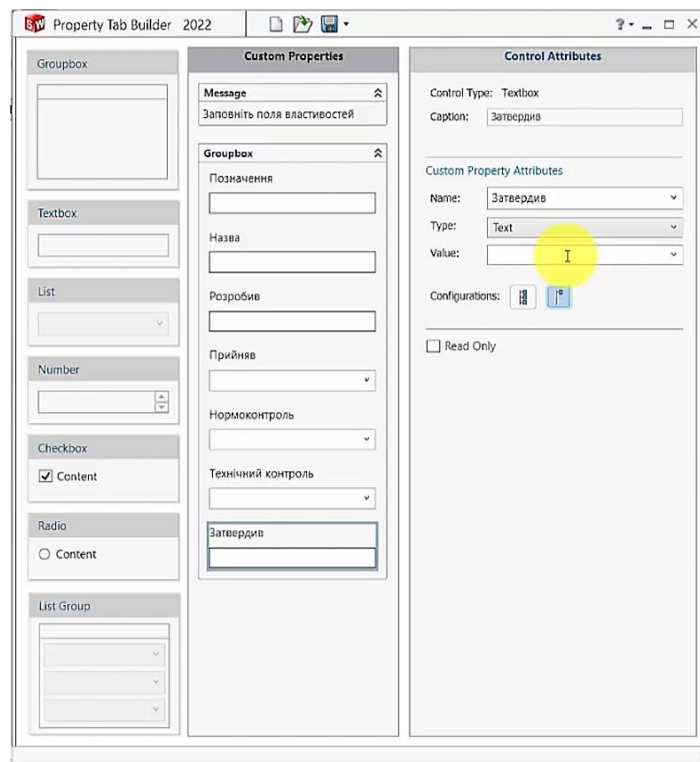 SW Property Tab Builder 2022
Groupbox
Textbox
List
Number
Checkbox
Content
Radio
Content
List Group
Custom Properties
Message
Заповніть поля властивостей
Groupbox
Позначення
Назва
Розробив
Прийняв
Нормоконтроль
Технічний контроль
Затвердив
Control Attributes
Control Type: Textbox
Caption: Затвердив
Custom Property Attributes
Name: Затвердив
Type: Text
Value:
Configurations:
Read Only